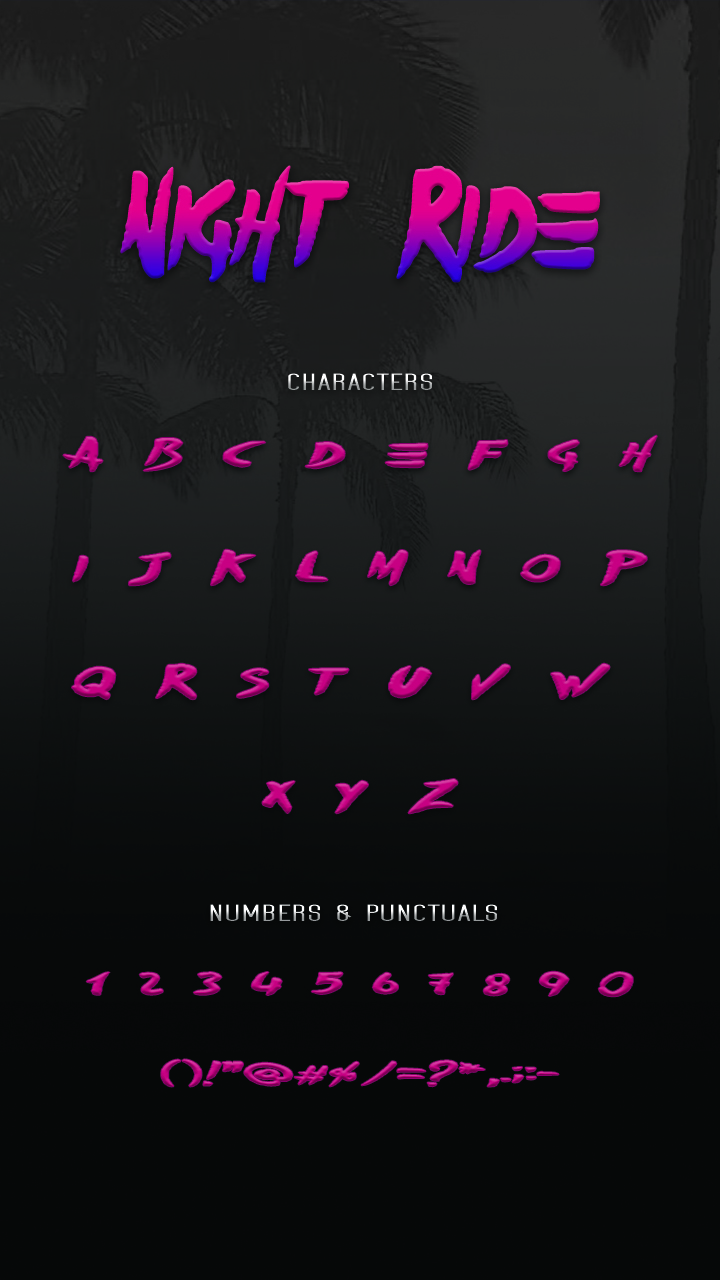 NIGHT RIDE
CHARACTERS
A B C D E F G H
I J K L M N O P
Q R S T U V W
X Y Z
NUMBERS & PUNCTUALS
1 2 3 4 5 6 7 8 9 0
()!"@#%/=?*,.;:-